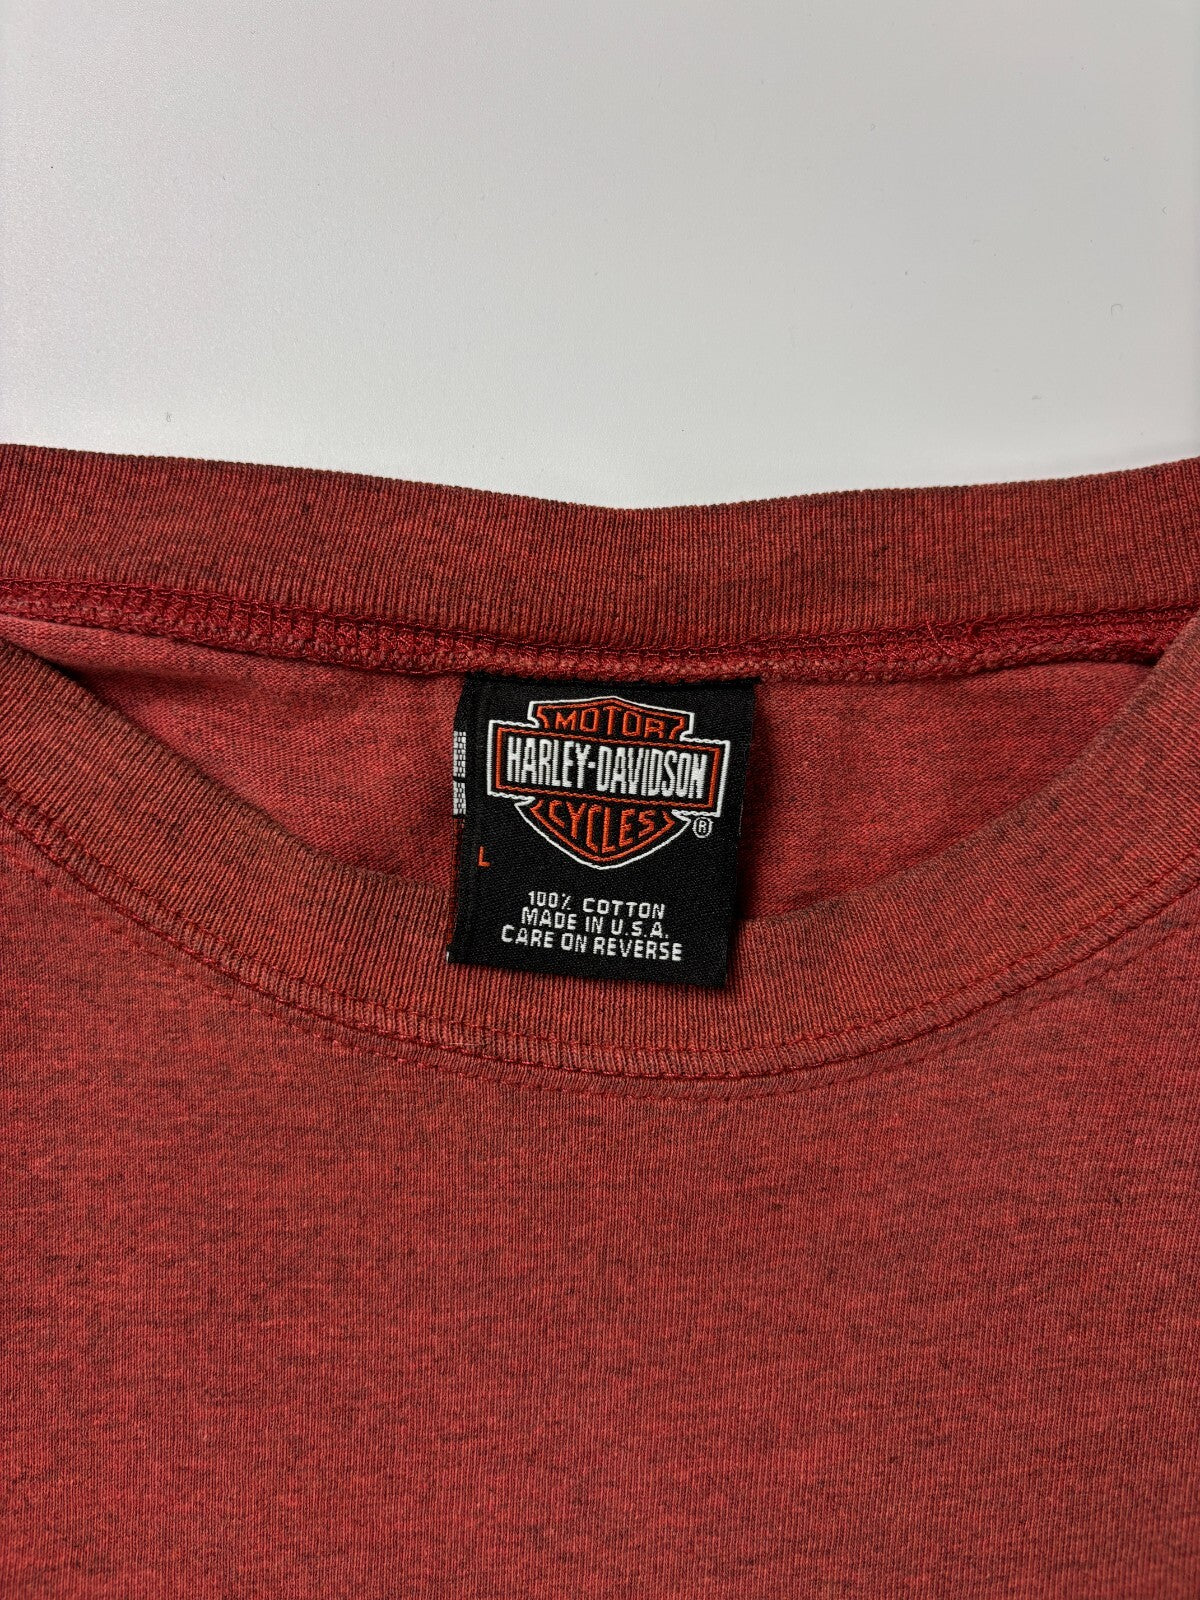 MOTOR
HARLEY-DAVIDSON
CYCLES
®
L
100% COTTON
MADE IN U.S.A.
CARE ON REVERSE